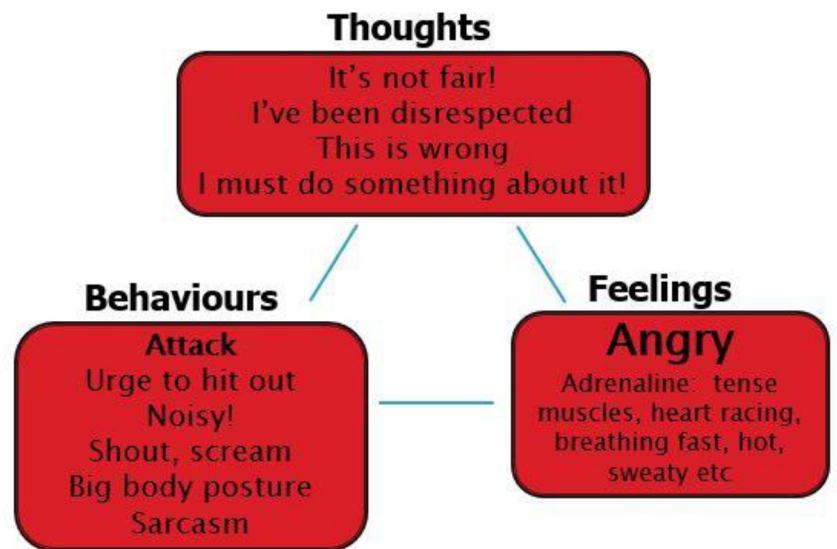 Thoughts
It's not fair!
I've been disrespected
This is wrong
I must do something about it!
Behaviours
Attack
Urge to hit out
Noisy!
Shout, scream
Big body posture
Sarcasm
Feelings
Angry
Adrenaline: tense
muscles, heart racing,
breathing fast, hot,
sweaty etc